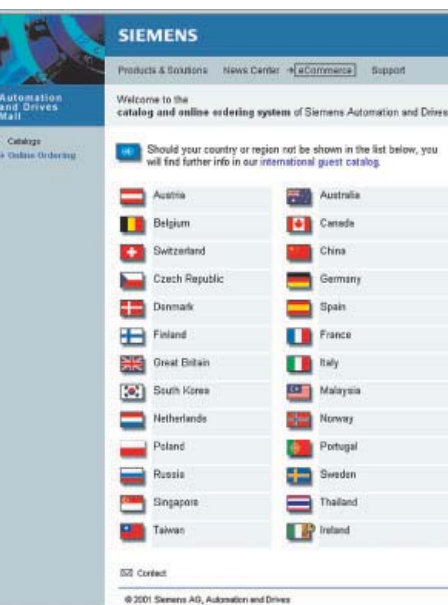 SIEMENS
Products & Solutions News Center eCommerce Support
Automation
and Drives
Mall
Catalogs
Online Ordering
Welcome to the
catalog and online ordering system of Siemens Automation and Drives
Should your country or region not be shown in the list below, you
will find further info in our international guest catalog.
Austria Australia
Belgium Canada
Switzerland China
Czech Republic Germany
Denmark Spain
Finland France
Great Britain Italy
South Korea Malaysia
Netherlands Norway
Poland Portugal
Russia Sweden
Singapore Thailand
Taiwan Ireland
Contact
© 2001 Siemens AG, Automation and Drives